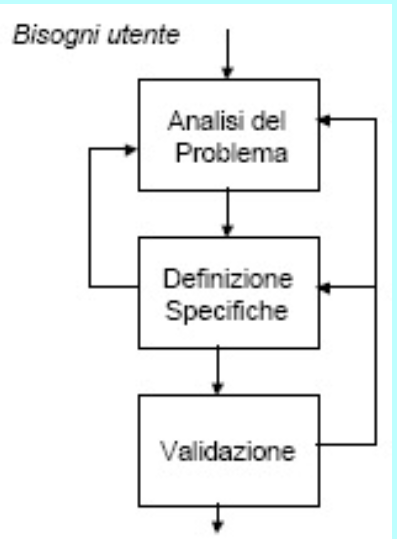 Bisogni utente
Analisi del
Problema
Definizione
Specifiche
Validazione